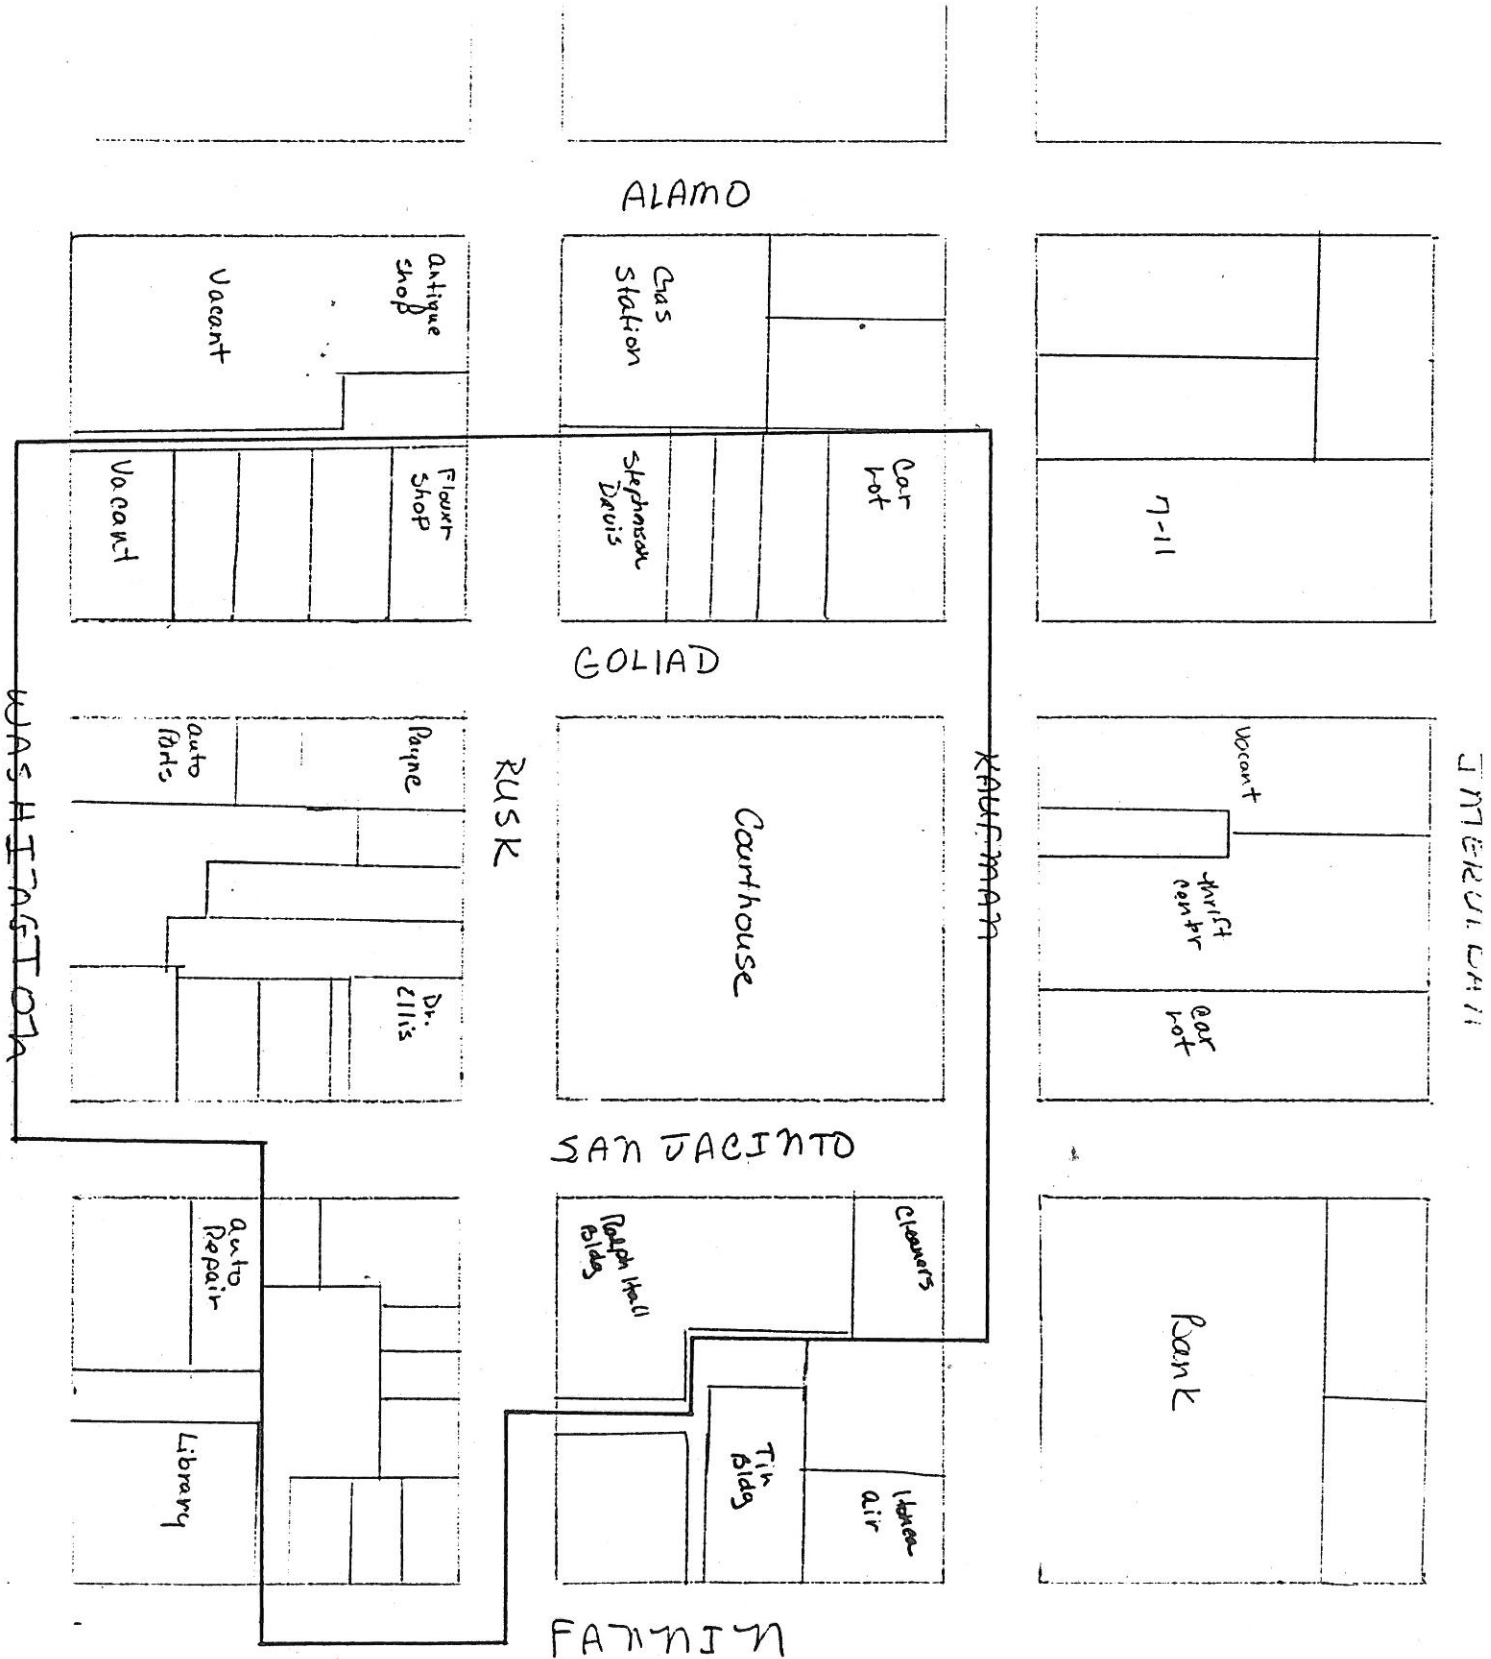 ALAMO
Vacant
antique
shop
Gas
Station
Vacant
Flower
Shop
Stephenson
Davis
Car
Lot
7-11
GOLIAD
auto
Parts
Payne
RUSK
Courthouse
KAUFMAN
Vacant
thrift
center
Car
Lot
WASHINGTON
Dr.
Ellis
SAN JACINTO
auto
Repair
Ralph Hall
Bldg
Cleaners
Bank
Library
Tin
Bldg
Honea
air
FANNIN